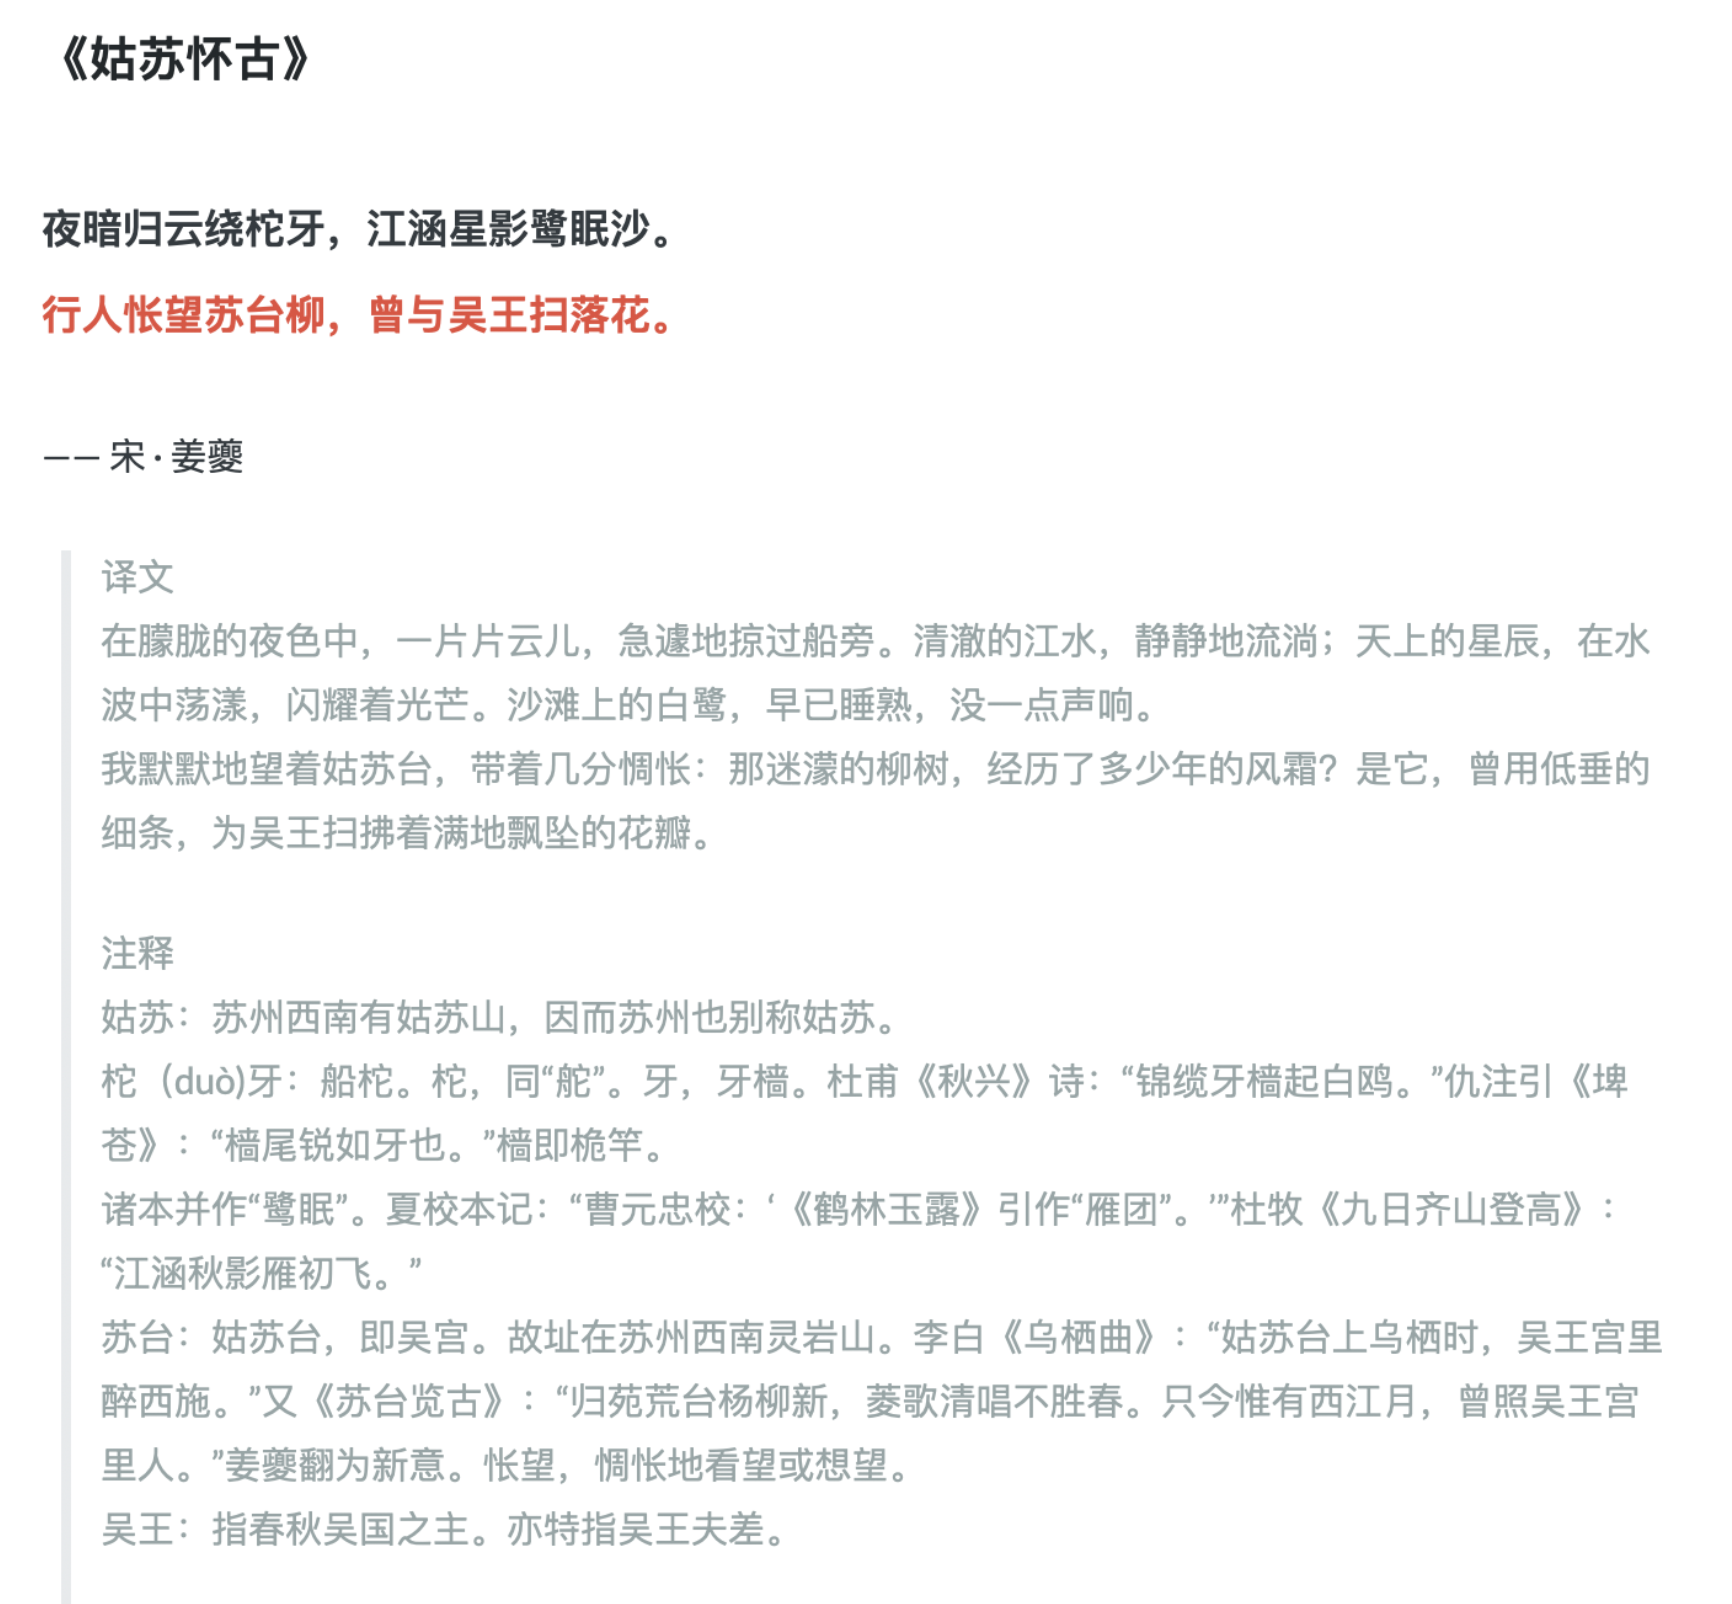 《姑苏怀古》
夜暗归云绕柁牙，江涵星影鹭眠沙。
行人怅望苏台柳，曾与吴王扫落花。
—— 宋·姜夔
译文
在朦胧的夜色中，一片片云儿，急遽地掠过船旁。清澈的江水，静静地流淌；天上的星辰，在水
波中荡漾，闪耀着光芒。沙滩上的白鹭，早已睡熟，没一点声响。
我默默地望着姑苏台，带着几分惆怅：那迷濛的柳树，经历了多少年的风霜？是它，曾用低垂的
细条，为吴王扫拂着满地飘坠的花瓣。
注释
姑苏：苏州西南有姑苏山，因而苏州也别称姑苏。
柁（duò)牙：船柁。柁，同“舵”。牙，牙樯。杜甫《秋兴》诗：“锦缆牙樯起白鸥。”仇注引《埤
苍》：“樯尾锐如牙也。”樯即桅竿。
诸本并作“鹭眠”。夏校本记：“曹元忠校：‘《鹤林玉露》引作“雁团”。’”杜牧《九日齐山登高》：
“江涵秋影雁初飞。”
苏台：姑苏台，即吴宫。故址在苏州西南灵岩山。李白《乌栖曲》：“姑苏台上乌栖时，吴王宫里
醉西施。”又《苏台览古》：“归苑荒台杨柳新，菱歌清唱不胜春。只今惟有西江月，曾照吴王宫
里人。”姜夔翻为新意。怅望，惆怅地看望或想望。
吴王：指春秋吴国之主。亦特指吴王夫差。